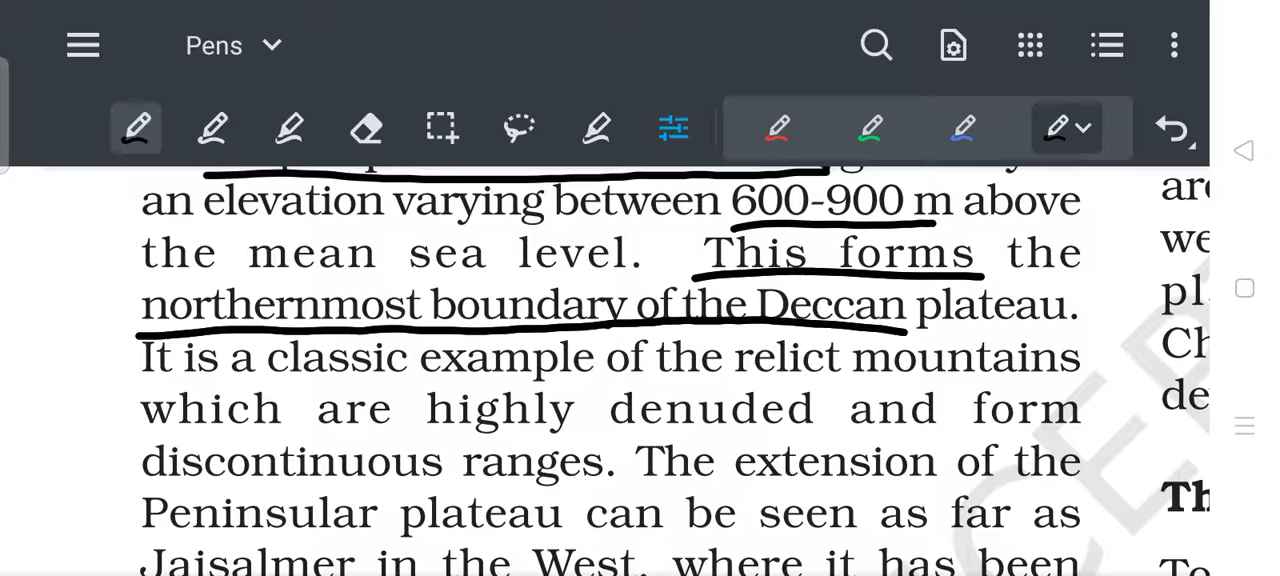 Pens
an elevation varying between 600-900 m above
the mean sea level. This forms the
northernmost boundary of the Deccan plateau.
It is a classic example of the relict mountains
which are highly denuded and form
discontinuous ranges. The extension of the
Peninsular plateau can be seen as far as
Jaisalmer in the West, where it has been